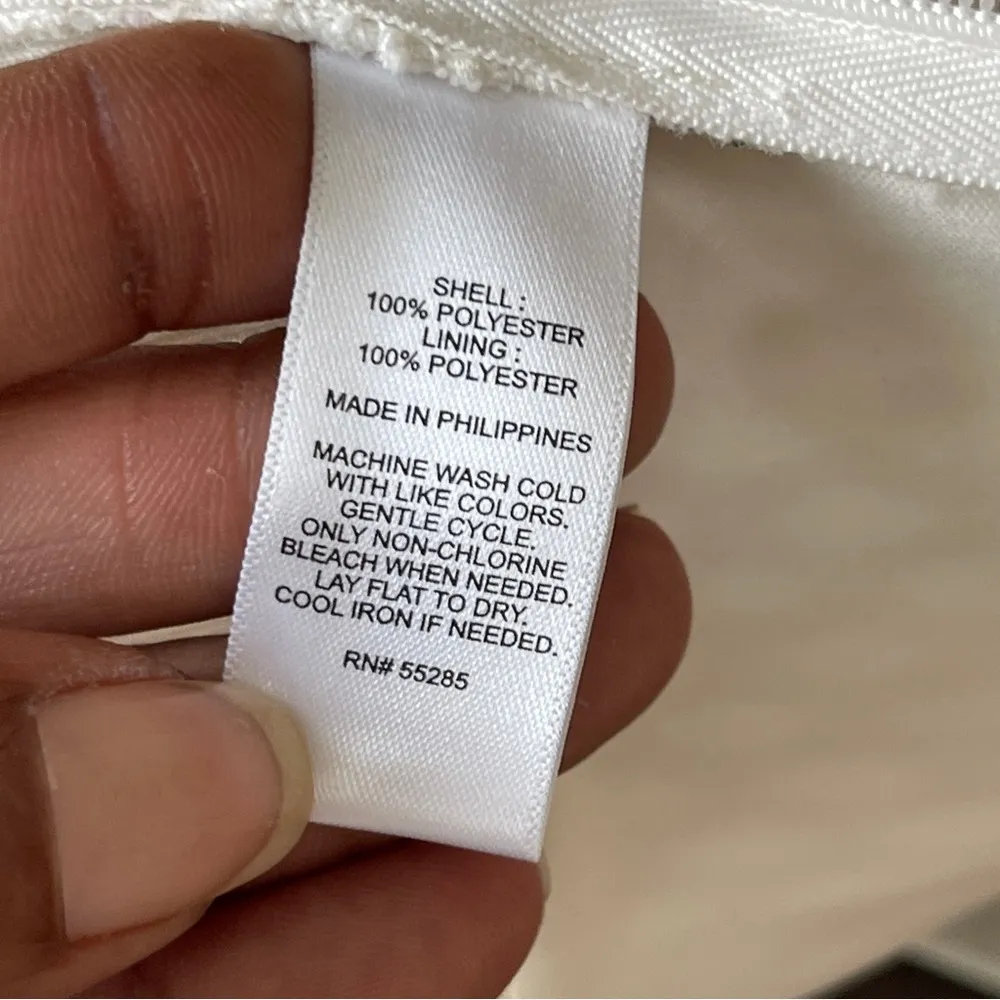 SHELL :
100% POLYESTER
LINING :
100% POLYESTER
MADE IN PHILIPPINES
MACHINE WASH COLD
WITH LIKE COLORS.
GENTLE CYCLE.
ONLY NON-CHLORINE
BLEACH WHEN NEEDED.
LAY FLAT TO DRY.
COOL IRON IF NEEDED.
RN# 55285